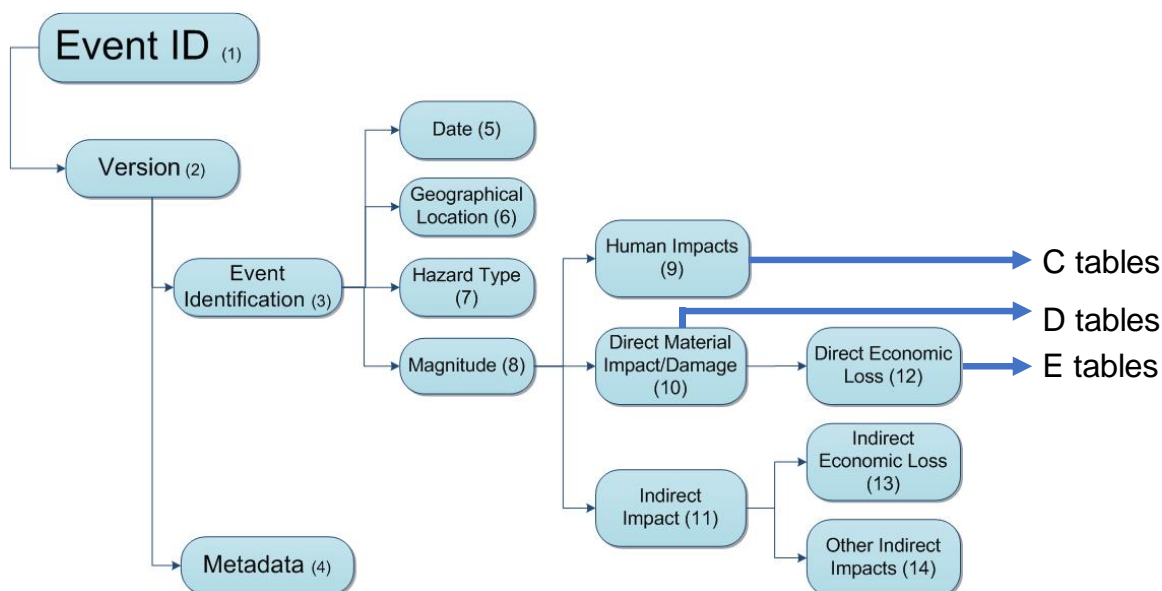 Event ID (1)
Version (2)
Event
Identification (3)
Metadata (4)
Date (5)
Geographical
Location (6)
Hazard Type
(7)
Magnitude (8)
Human Impacts
(9)
Direct Material
Impact/Damage
(10)
Indirect
Impact (11)
Direct Economic
Loss (12)
Indirect
Economic Loss
(13)
Other Indirect
Impacts (14)
C tables
D tables
E tables